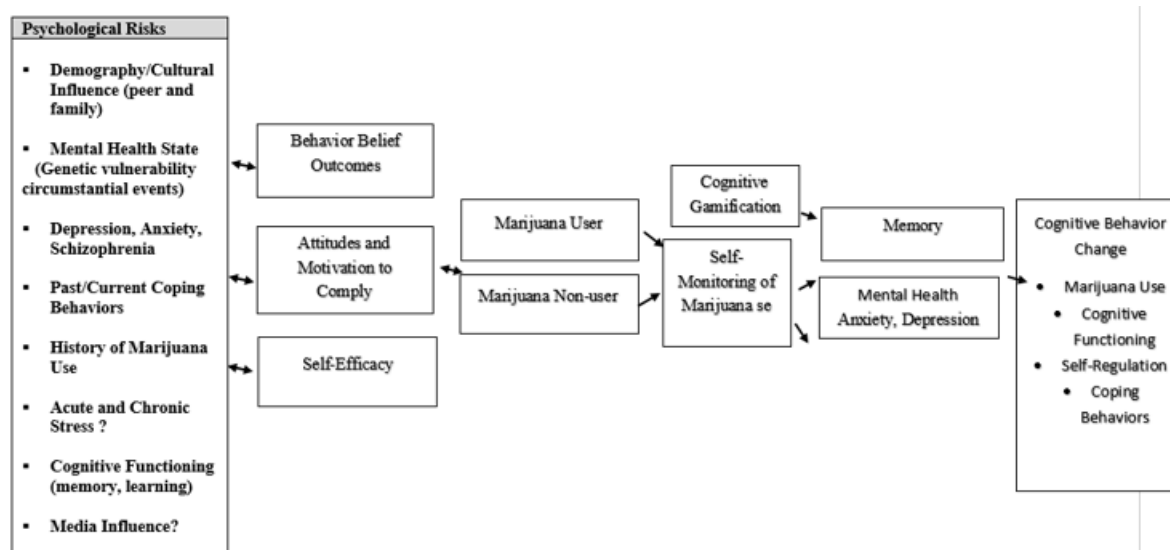 Psychological Risks
▪ Demography/Cultural
Influence (peer and
family)
▪ Mental Health State
(Genetic vulnerability
circumstantial events)
▪ Depression, Anxiety,
Schizophrenia
▪ Past/Current Coping
Behaviors
▪ History of Marijuana
Use
▪ Acute and Chronic
Stress ?
▪ Cognitive Functioning
(memory, learning)
▪ Media Influence?
Behavior Belief
Outcomes
Attitudes and
Motivation to
Comply
Self-Efficacy
Marijuana User
Marijuana Non-user
Cognitive
Gamification
Self-
Monitoring of
Marijuana se
Memory
Mental Health
Anxiety, Depression
Cognitive Behavior
Change
• Marijuana Use
• Cognitive
Functioning
• Self-Regulation
• Coping
Behaviors